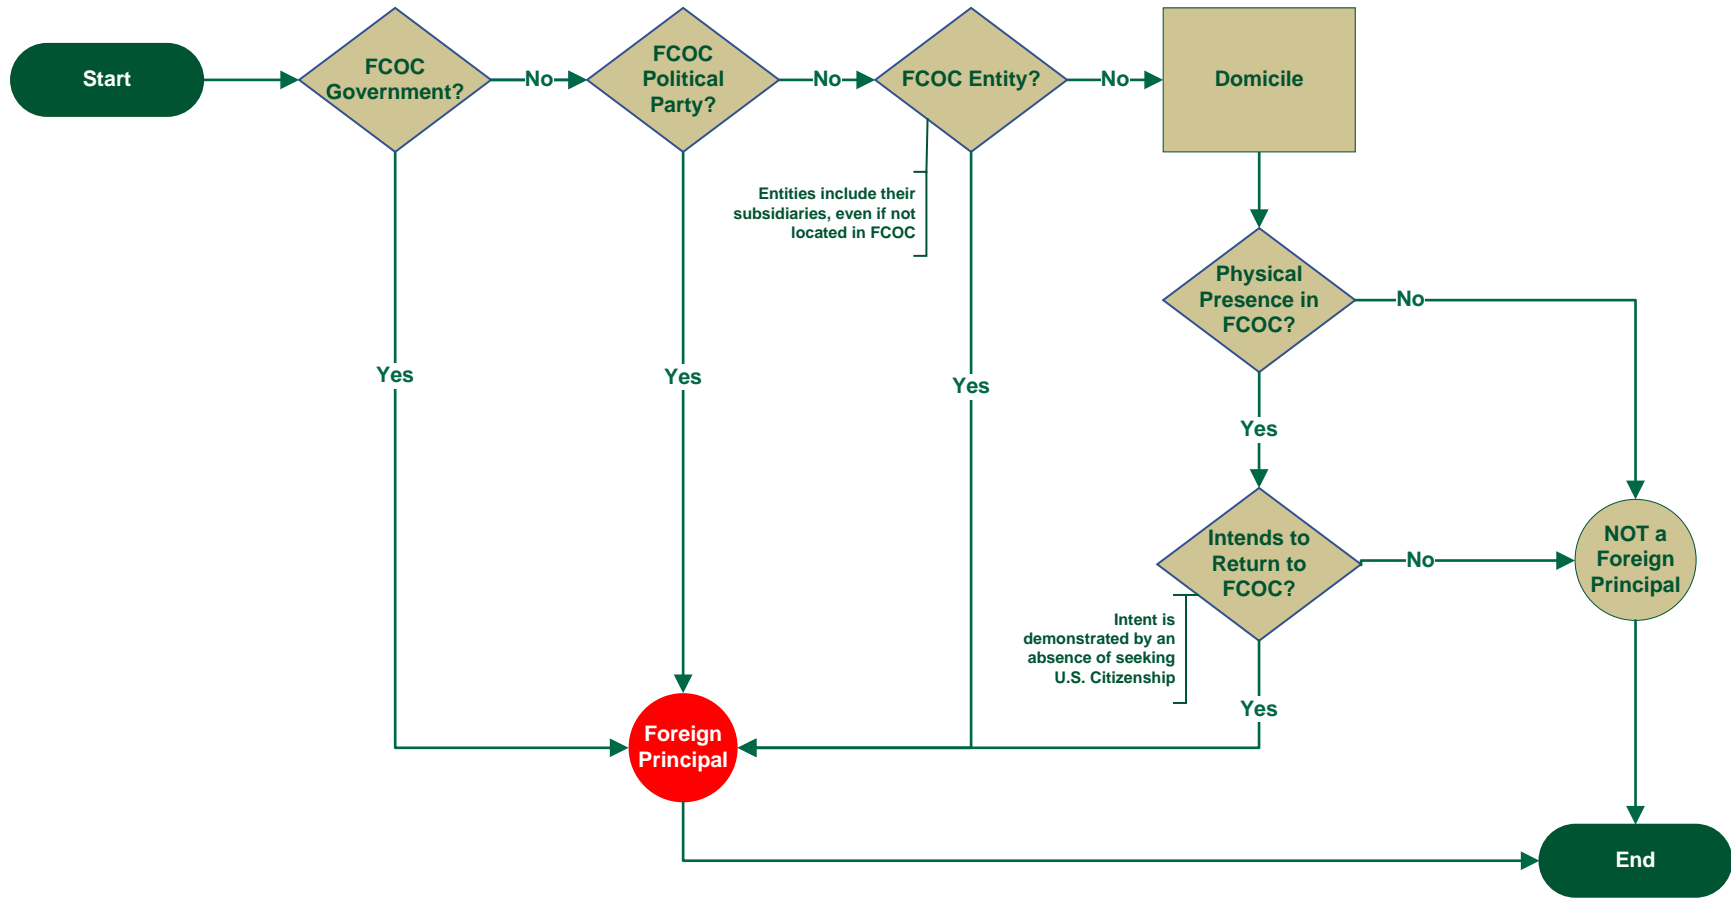 Start
FCOC
Government?
No
FCOC
Political
Party?
No
FCOC Entity?
No
Domicile
Entities include their
subsidiaries, even if not
located in FCOC
Physical
Presence in
FCOC?
No
Yes
Yes
Yes
Yes
Intends to
Return to
FCOC?
No
NOT a
Foreign
Principal
Intent is
demonstrated by an
absence of seeking
U.S. Citizenship
Yes
Foreign
Principal
End